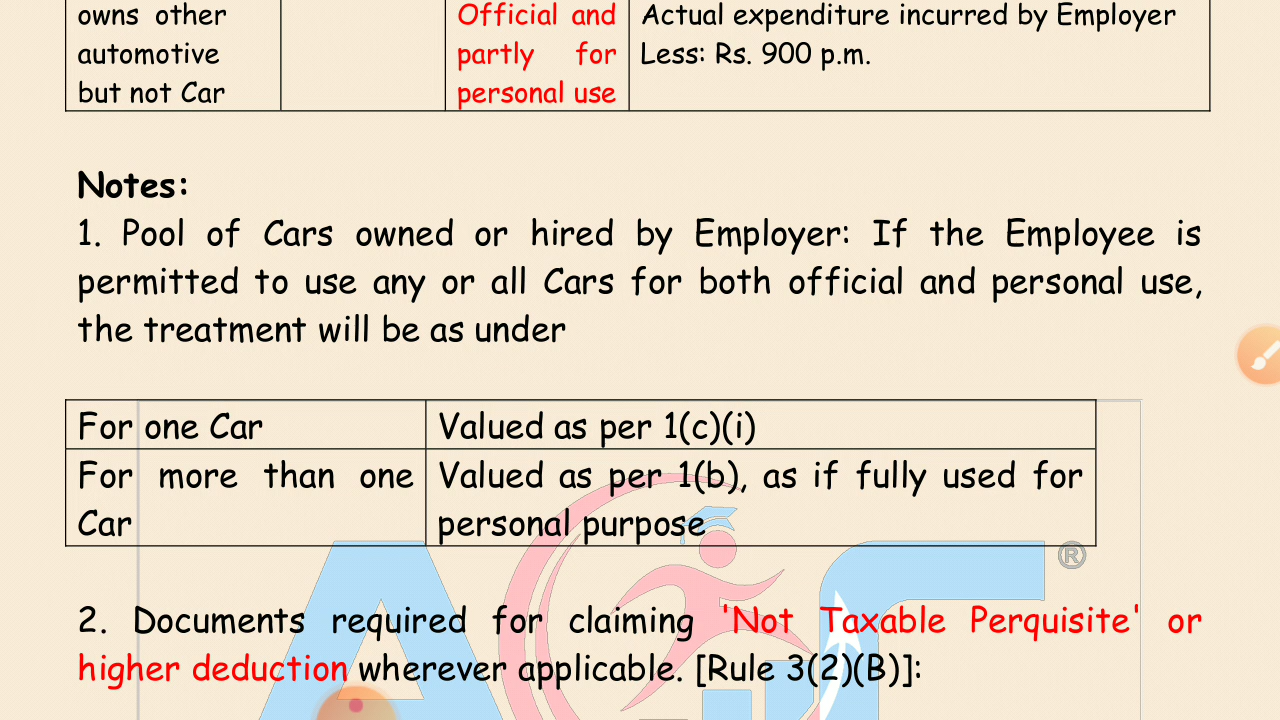 owns other
automotive
but not Car
Official and
partly for
personal use
Actual expenditure incurred by Employer
Less: Rs. 900 p.m.
Notes:
1. Pool of Cars owned or hired by Employer: If the Employee is
permitted to use any or all Cars for both official and personal use,
the treatment will be as under
For one Car
Valued as per 1(c)(i)
For more than one
Car
Valued as per 1(b), as if fully used for
personal purpose
®
2. Documents required for claiming 'Not Taxable Perquisite' or
higher deduction wherever applicable. [Rule 3(2)(B)]: